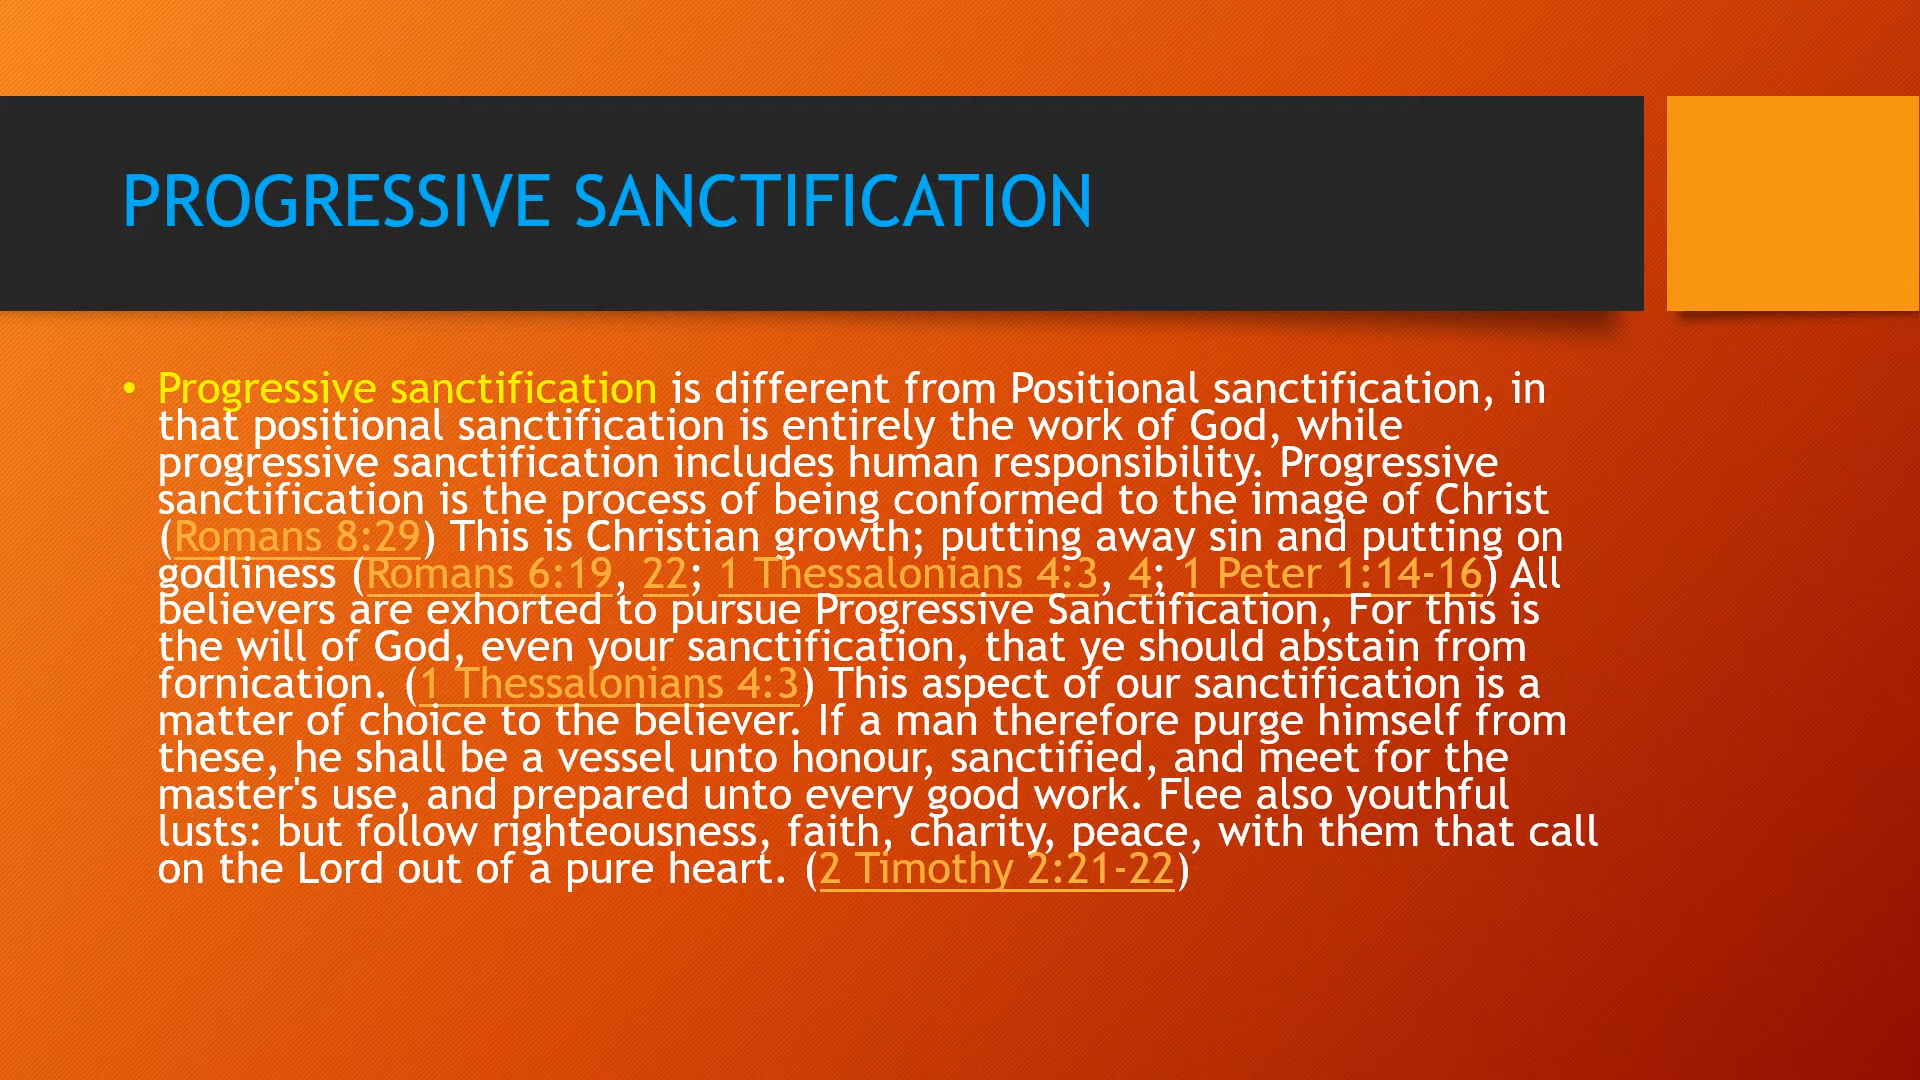 PROGRESSIVE SANCTIFICATION
• Progressive sanctification is different from Positional sanctification, in
that positional sanctification is entirely the work of God, while
progressive sanctification includes human responsibility. Progressive
sanctification is the process of being conformed to the image of Christ
(Romans 8:29) This is Christian growth; putting away sin and putting on
godliness (Romans 6:19, 22; 1 Thessalonians 4:3, 4; 1 Peter 1:14-16) All
believers are exhorted to pursue Progressive Sanctification, For this is
the will of God, even your sanctification, that ye should abstain from
fornication. (1 Thessalonians 4:3) This aspect of our sanctification is a
matter of choice to the believer. If a man therefore purge himself from
these, he shall be a vessel unto honour, sanctified, and meet for the
master's use, and prepared unto every good work. Flee also youthful
lusts: but follow righteousness, faith, charity, peace, with them that call
on the Lord out of a pure heart. (2 Timothy 2:21-22)